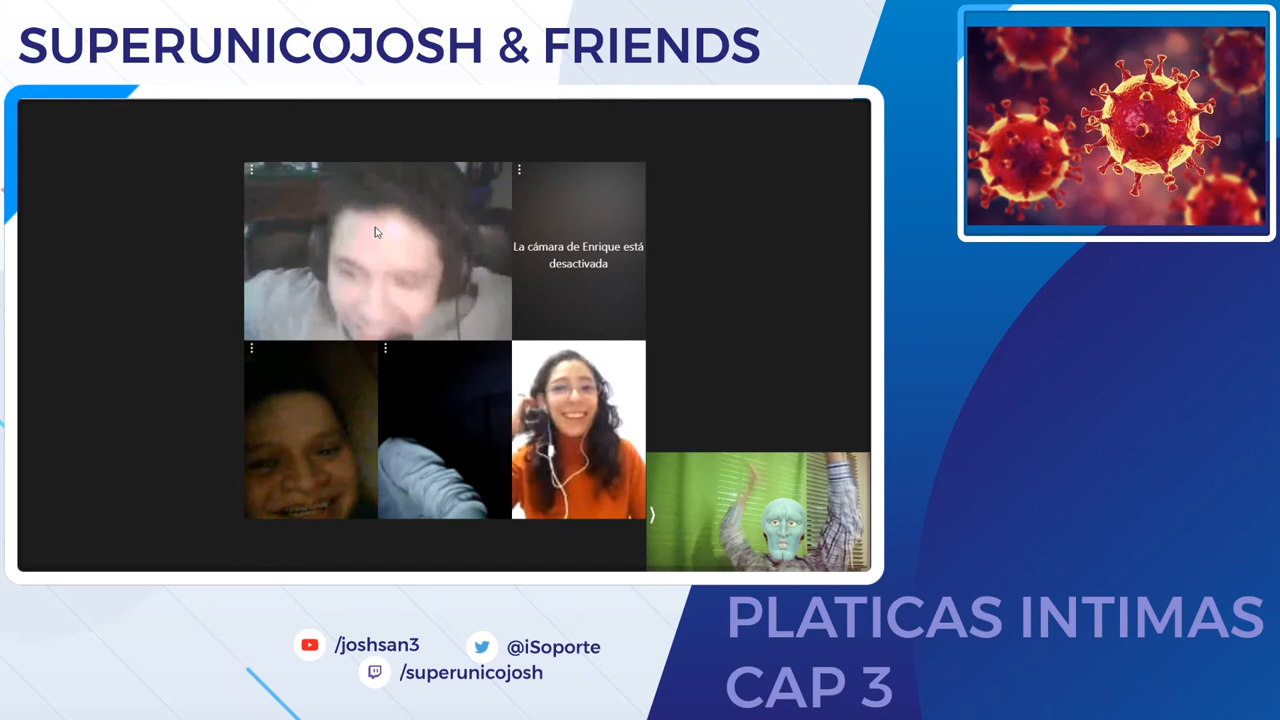 SUPERUNICOJOSH & FRIENDS
La cámara de Enrique está
desactivada
/joshsan3
@iSoporte
/superunicojosh
PLATICAS INTIMAS
CAP 3